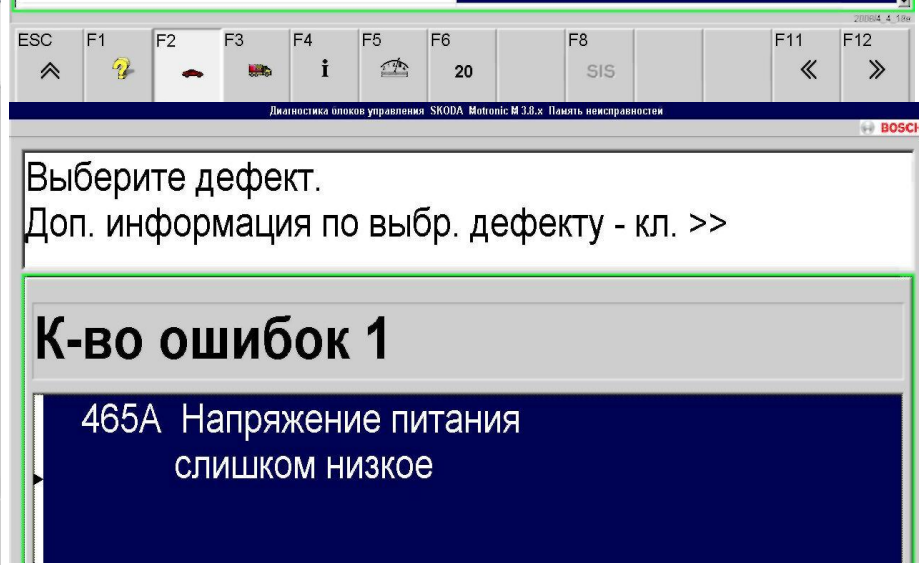 2008/4_4_18w
ESC F1 F2 F3 F4 F5 F6 F8 F11 F12
i 20 SIS
Диагностика блоков управления SKODA Motronic M 3.8.x Память неисправностей
BOSCH
Выберите дефект.
Доп. информация по выбр. дефекту - кл. >>
К-во ошибок 1
465A Напряжение питания
слишком низкое